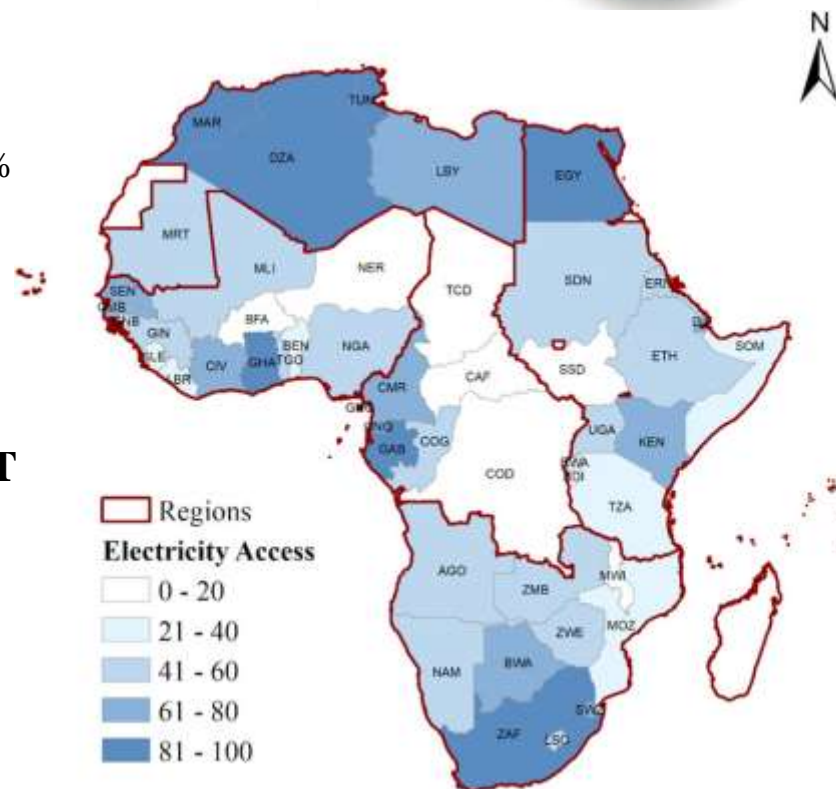 N
%
MAR
TUN
DZA
LBY
EGY
MRT
MLI
NER
TCD
SDN
ERI
SEN
GIN
BFA
BEN
TGO
NGA
CIV
GHA
ETH
SOM
SSD
CAF
CMR
GAB
COG
UGA
KEN
COD
TZA
T
Regions
Electricity Access
0 - 20
21 - 40
41 - 60
61 - 80
81 - 100
AGO
ZMB
MWI
MOZ
ZWE
NAM
BWA
SWZ
ZAF
LSO